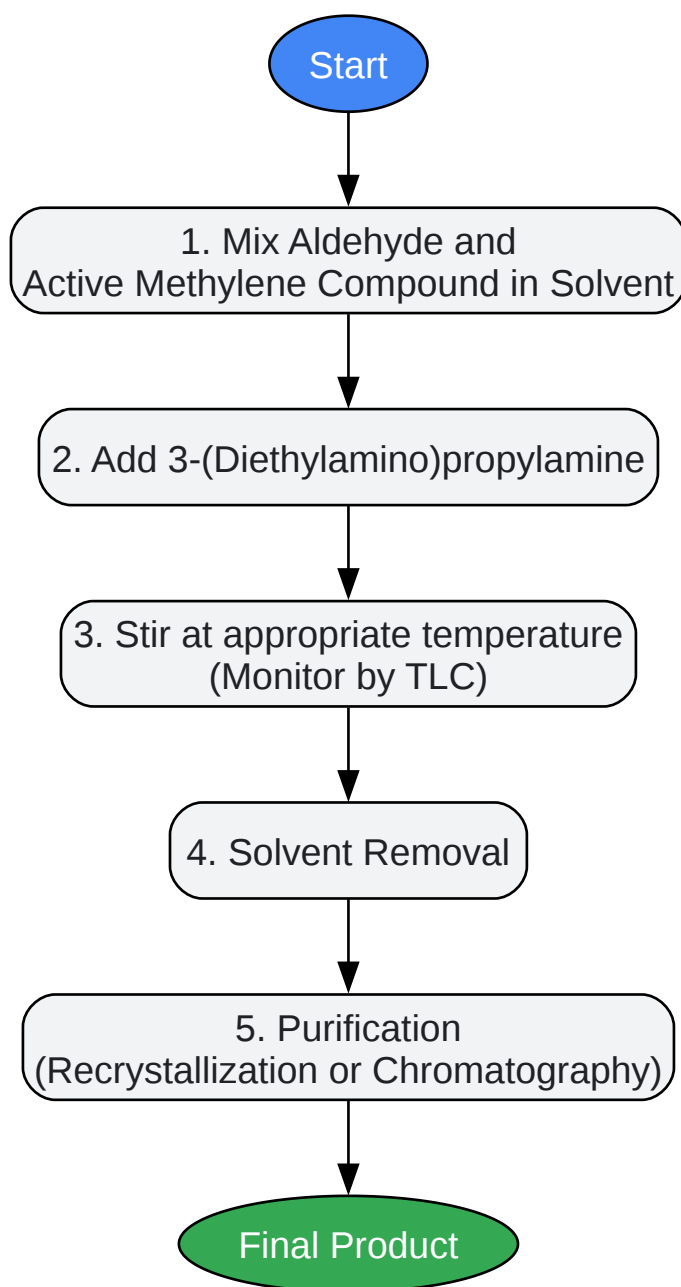 Start
1. Mix Aldehyde and
Active Methylene Compound in Solvent
2. Add 3-(Diethylamino)propylamine
3. Stir at appropriate temperature
(Monitor by TLC)
4. Solvent Removal
5. Purification
(Recrystallization or Chromatography)
Final Product